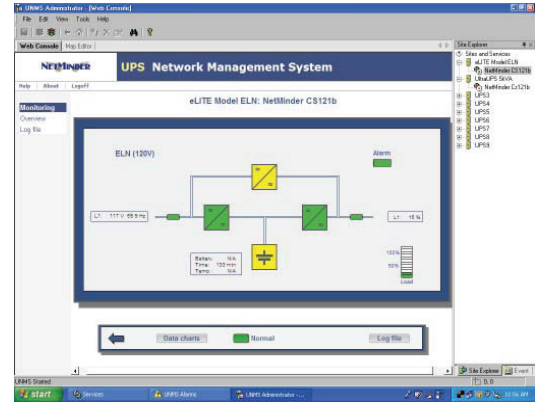 UNMS Administrator - [Web Console]
File Edit View Tools Help
Web Console Map Editor
Site Explorer
NETMINDER
UPS Network Management System
Help About Logoff
Monitoring
Overview
Log file
eLITE Model ELN: NetMinder CS121b
ELN (120V)
Alarm
L1: 117 V
L1: 16 %
Battery: N/A
Time: 133 min
Temp: N/A
100%
50%
Load
Data charts
Normal
Log file
Sites and Services
eLITE Model ELN
NetMinder CS121b
UltraUPS 5kVA
NetMinder Cs121b
UPS3
UPS4
UPS5
UPS6
UPS7
UPS8
UPS9
UNMS Started
Site Explorer Event
0, 0
start
Services
UNMS Alarms
UNMS Administrator - ...